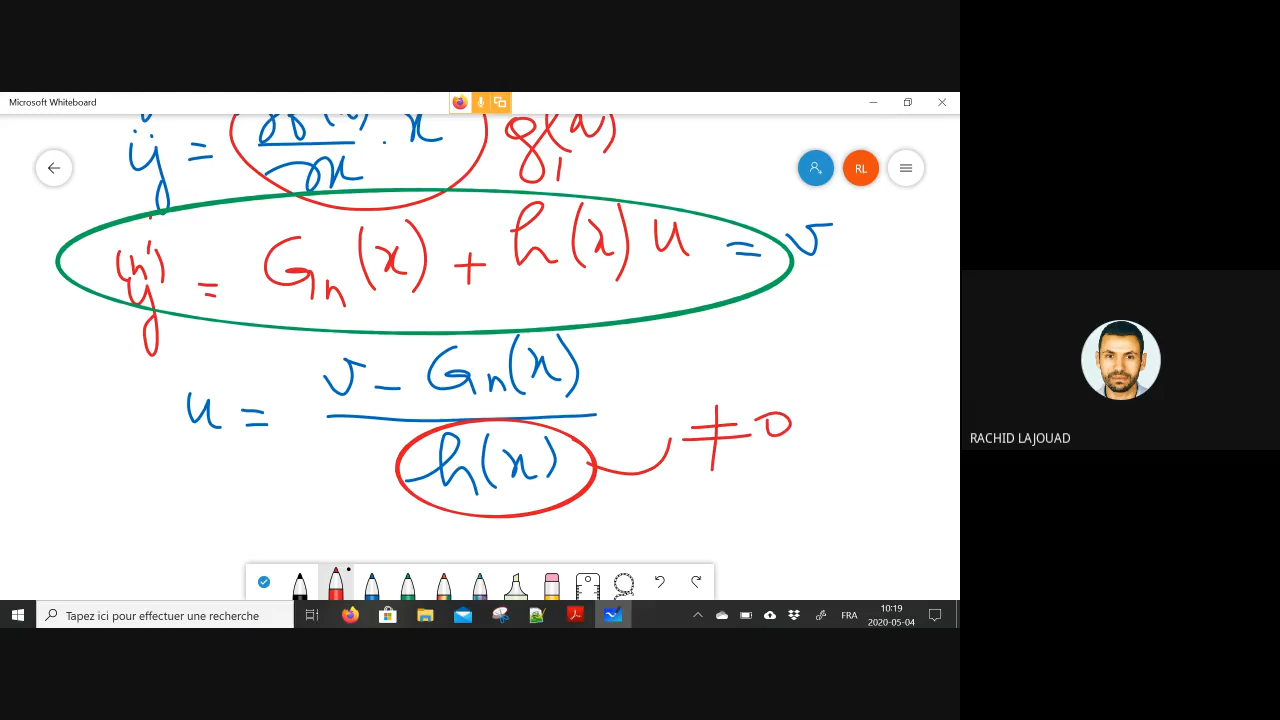 Microsoft Whiteboard
ÿ = ∂g(x)/∂x · x g₁(x)
RL
y⁽ⁿ⁾ = Gₙ(x) + h(x) u = v
u = (v - Gₙ(x)) / h(x) ≠ 0
RACHID LAJOUAD
Tapez ici pour effectuer une recherche
FRA
10:19
2020-05-04